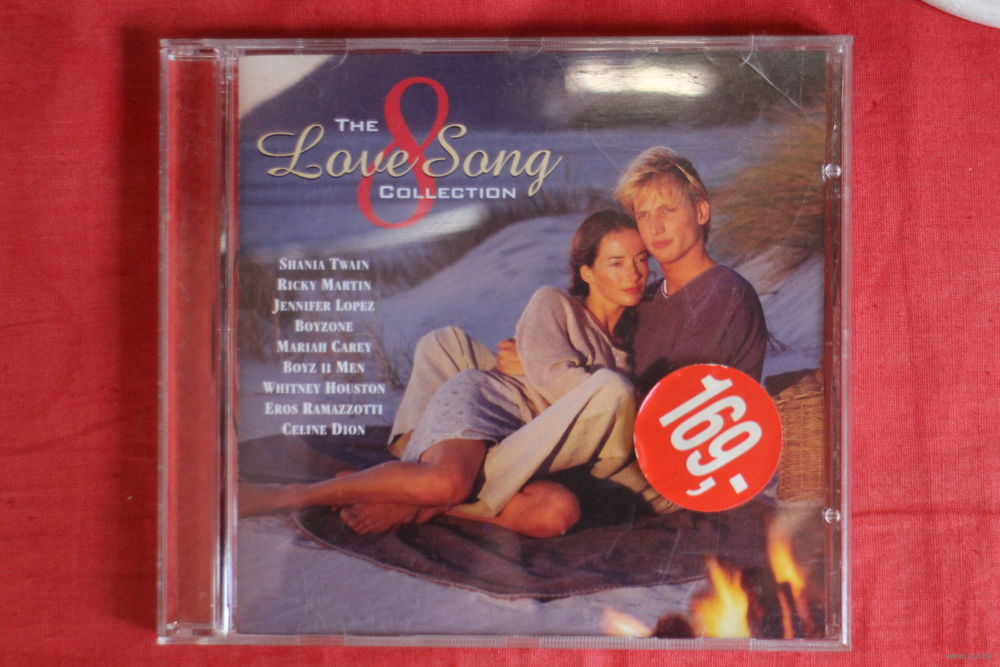 THE
8
Love Song
COLLECTION
SHANIA TWAIN
RICKY MARTIN
JENNIFER LOPEZ
BOYZONE
MARIAH CAREY
BOYZ II MEN
WHITNEY HOUSTON
EROS RAMAZZOTTI
CELINE DION
169,-